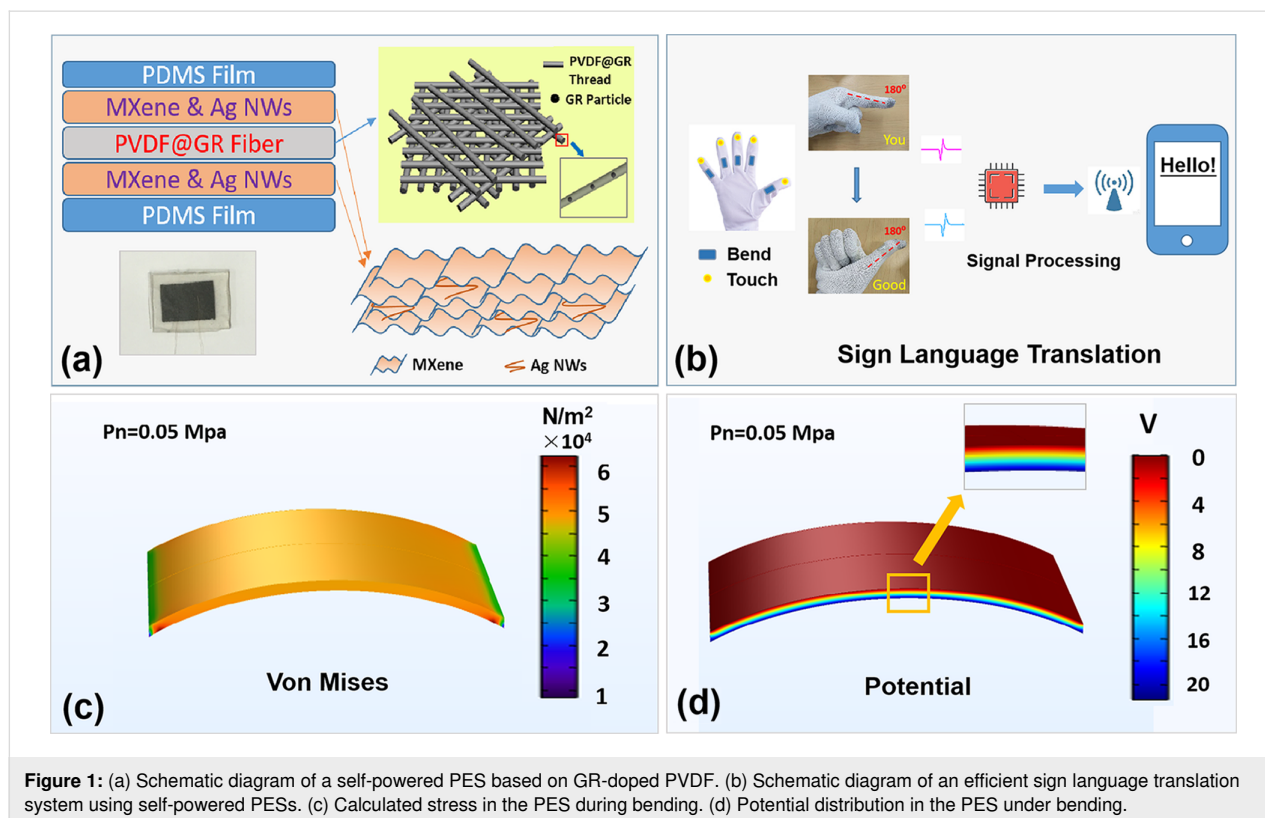 PDMS Film
MXene & Ag NWs
PVDF@GR Fiber
MXene & Ag NWs
PDMS Film
PVDF@GR
Thread
GR Particle
MXene
Ag NWs
(a)
180°
You
180°
Good
Bend
Touch
Signal Processing
Hello!
(b)
Sign Language Translation
Pn=0.05 Mpa
N/m²
×10⁴
6
5
4
3
2
1
Von Mises
(c)
Pn=0.05 Mpa
V
0
4
8
12
16
20
Potential
(d)
Figure 1: (a) Schematic diagram of a self-powered PES based on GR-doped PVDF. (b) Schematic diagram of an efficient sign language translation
system using self-powered PESs. (c) Calculated stress in the PES during bending. (d) Potential distribution in the PES under bending.